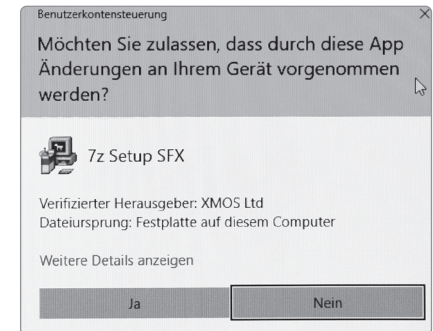 Benutzerkontensteuerung
Möchten Sie zulassen, dass durch diese App
Änderungen an Ihrem Gerät vorgenommen
werden?
7z Setup SFX
Verifizierter Herausgeber: XMOS Ltd
Dateiursprung: Festplatte auf diesem Computer
Weitere Details anzeigen
Ja
Nein